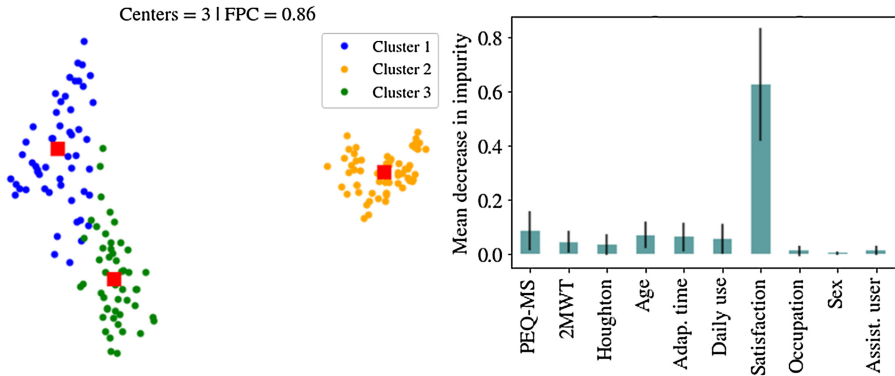 Centers = 3 | FPC = 0.86
Cluster 1
Cluster 2
Cluster 3
Mean decrease in impurity
0.8
0.6
0.4
0.2
0.0
PEQ-MS
2MWT
Houghton
Age
Adap. time
Daily use
Satisfaction
Occupation
Sex
Assist. user